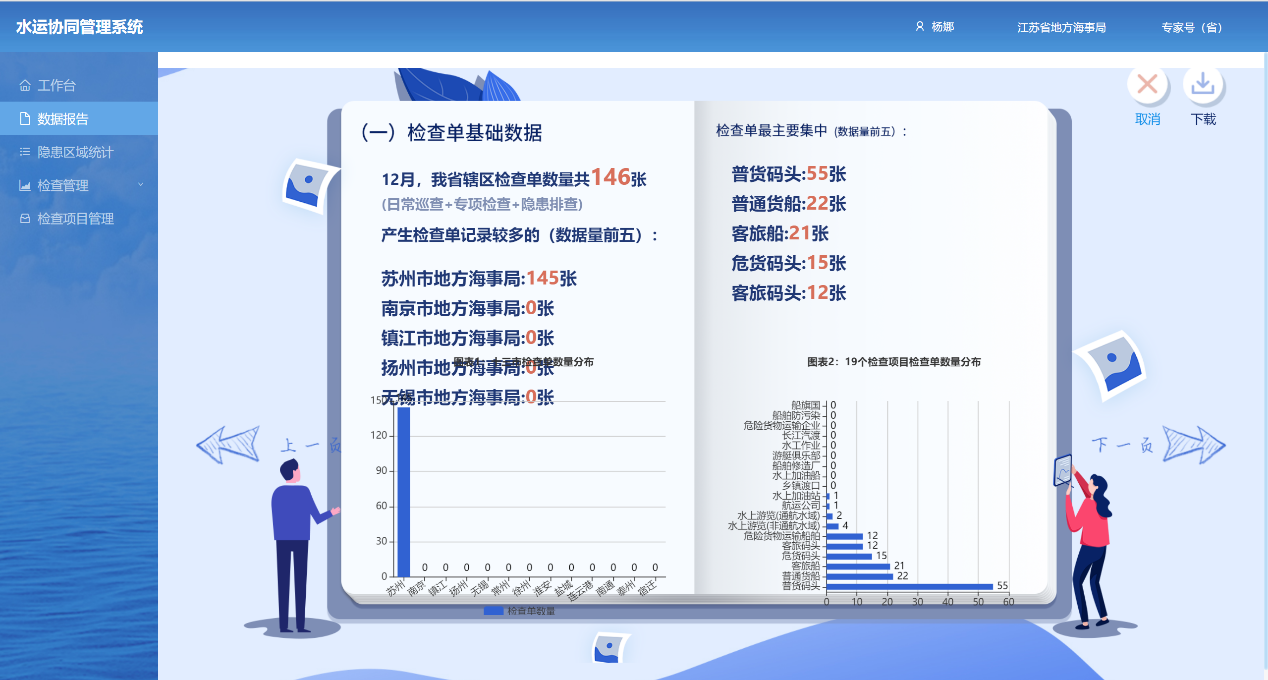 水运协同管理系统
杨娜
江苏省地方海事局
专家号（省）
工作台
数据报告
隐患区域统计
检查管理
检查项目管理
取消
下载
上一页
下一页
（一）检查单基础数据
12月，我省辖区检查单数量共146张
(日常巡查+专项检查+隐患排查)
产生检查单记录较多的（数据量前五）：
苏州市地方海事局:145张
南京市地方海事局:0张
镇江市地方海事局:0张
扬州市地方海事局:0张
无锡市地方海事局:0张
150
120
90
60
30
0
0 0 0 0 0 0 0 0 0 0 0 0
苏州 南京 镇江 扬州 无锡 常州 徐州 淮安 盐城 连云港 南通 泰州 宿迁
检查单数量
检查单最主要集中（数据量前五）：
普货码头:55张
普通货船:22张
客旅船:21张
危货码头:15张
客旅码头:12张
图表2：19个检查项目检查单数量分布
船旗国 0
船舶防污染 0
危险货物运输企业 0
长江汽渡 0
水工作业 0
游艇俱乐部 0
船舶修造厂 0
水上加油船 0
乡镇渡口 0
水上加油站 1
航运公司 1
水上游览(通航水域) 2
水上游览(非通航水域) 4
危险货物运输船舶 12
客旅码头 12
危货码头 15
客旅船 21
普通货船 22
普货码头 55
0 10 20 30 40 50 60